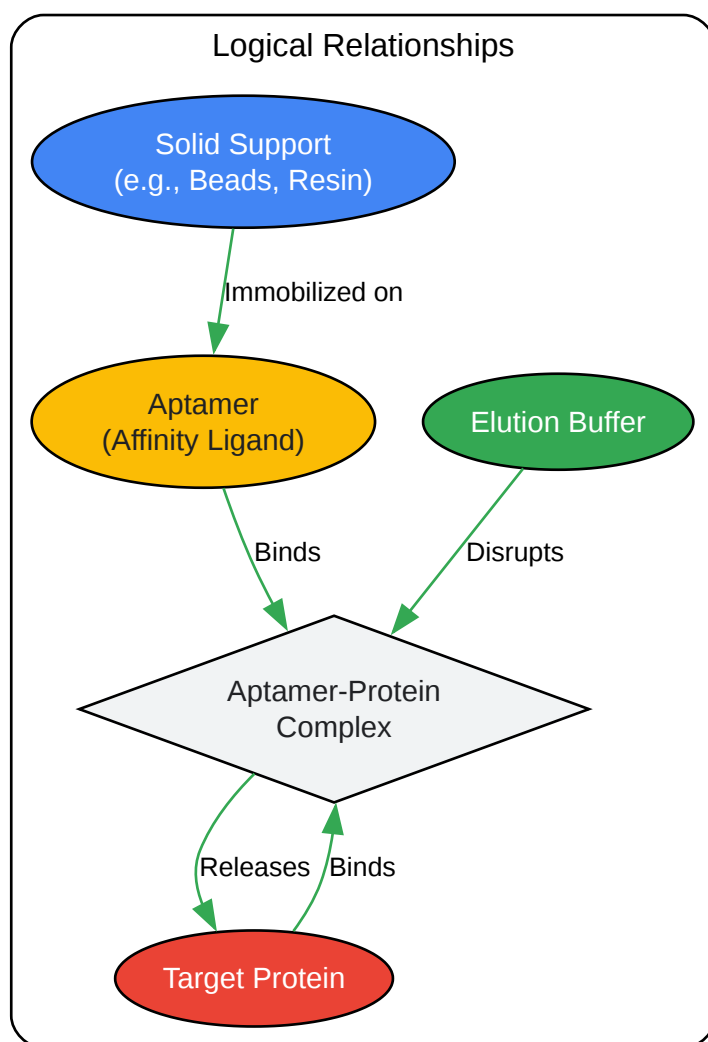 Logical Relationships
Solid Support
(e.g., Beads, Resin)
Immobilized on
Aptamer
(Affinity Ligand)
Elution Buffer
Binds
Disrupts
Aptamer-Protein
Complex
Releases
Binds
Target Protein